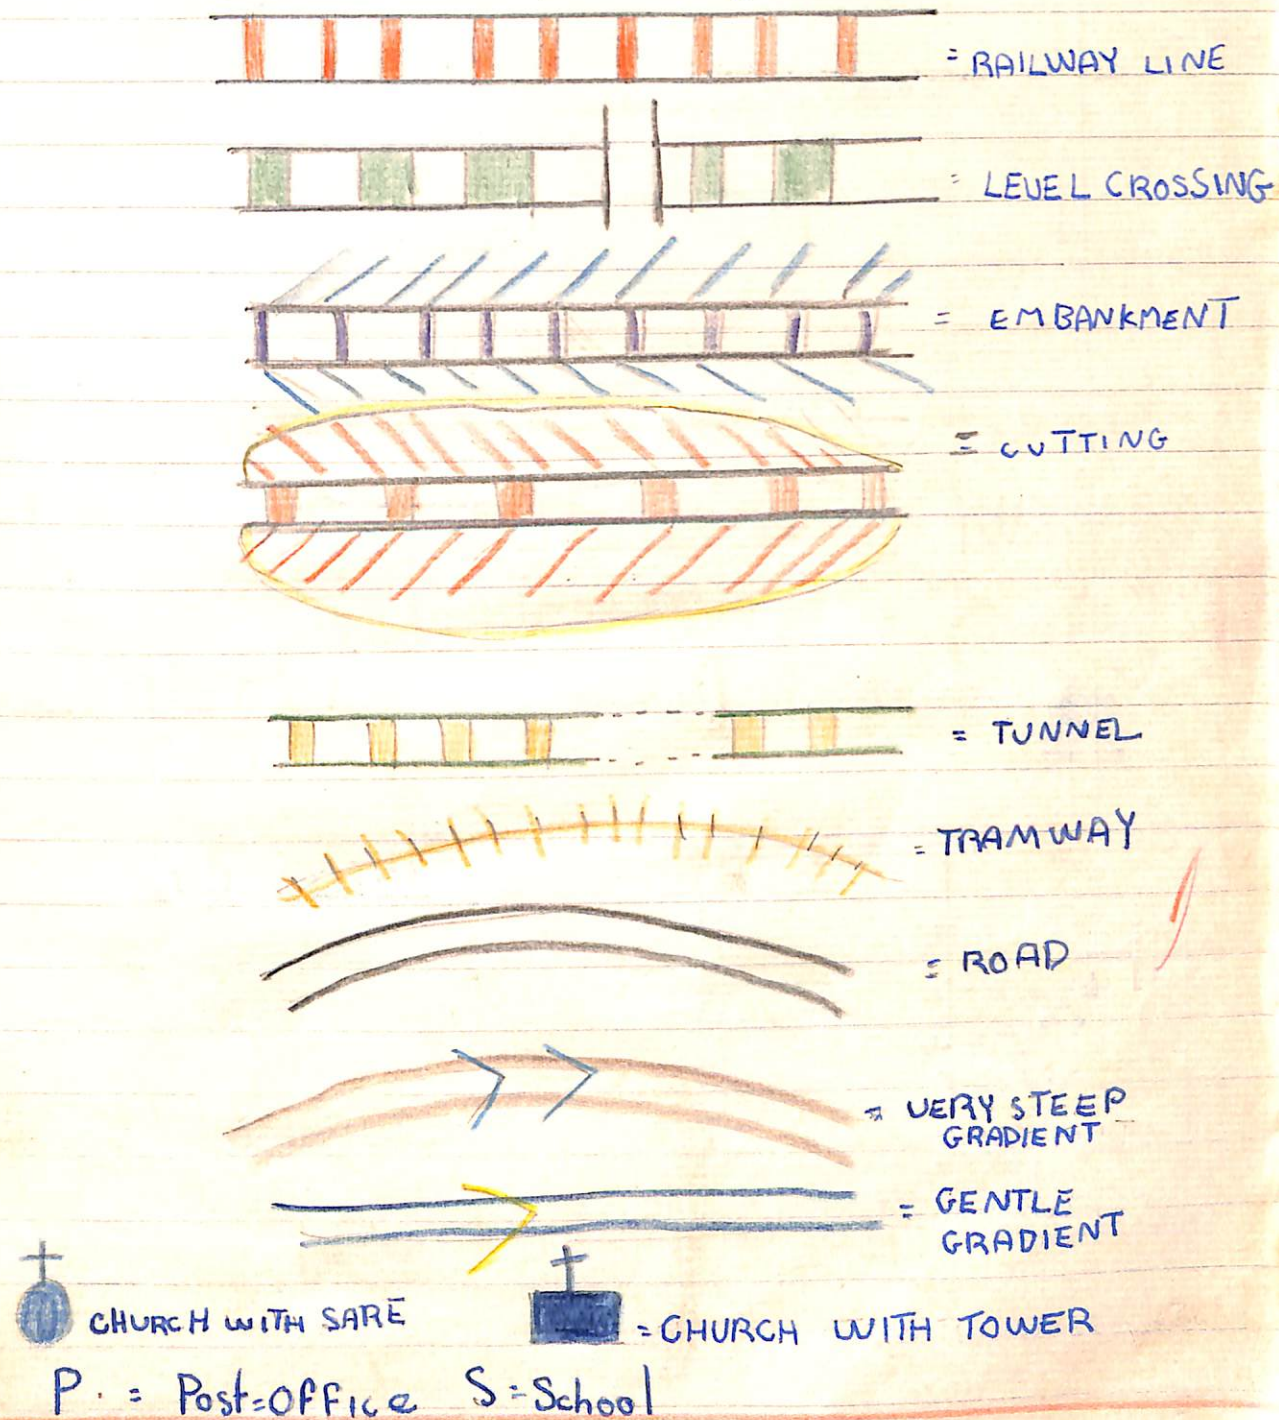 = RAILWAY LINE
= LEVEL CROSSING
= EMBANKMENT
= CUTTING
= TUNNEL
= TRAMWAY
= ROAD
= VERY STEEP
GRADIENT
= GENTLE
GRADIENT
CHURCH WITH SARE
= CHURCH WITH TOWER
P. = Post=Office S=School